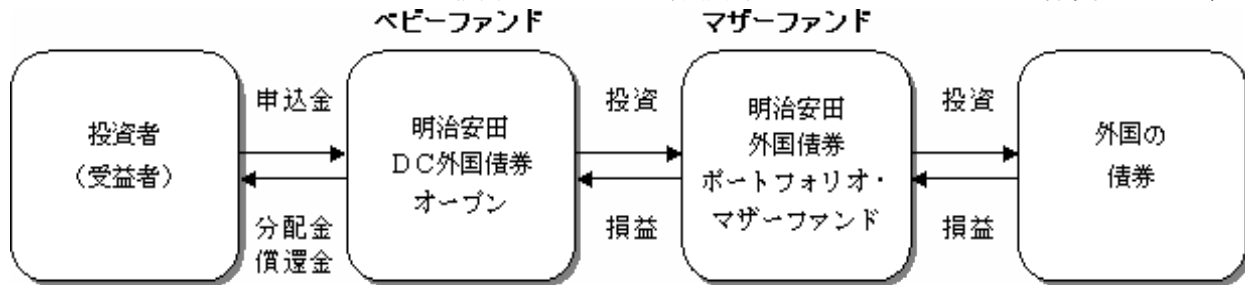 ベビーファンド
マザーファンド
投資者
（受益者）
申込金
分配金
償還金
明治安田
ＤＣ外国債券
オープン
投資
損益
明治安田
外国債券
ポートフォリオ・
マザーファンド
投資
損益
外国の
債券